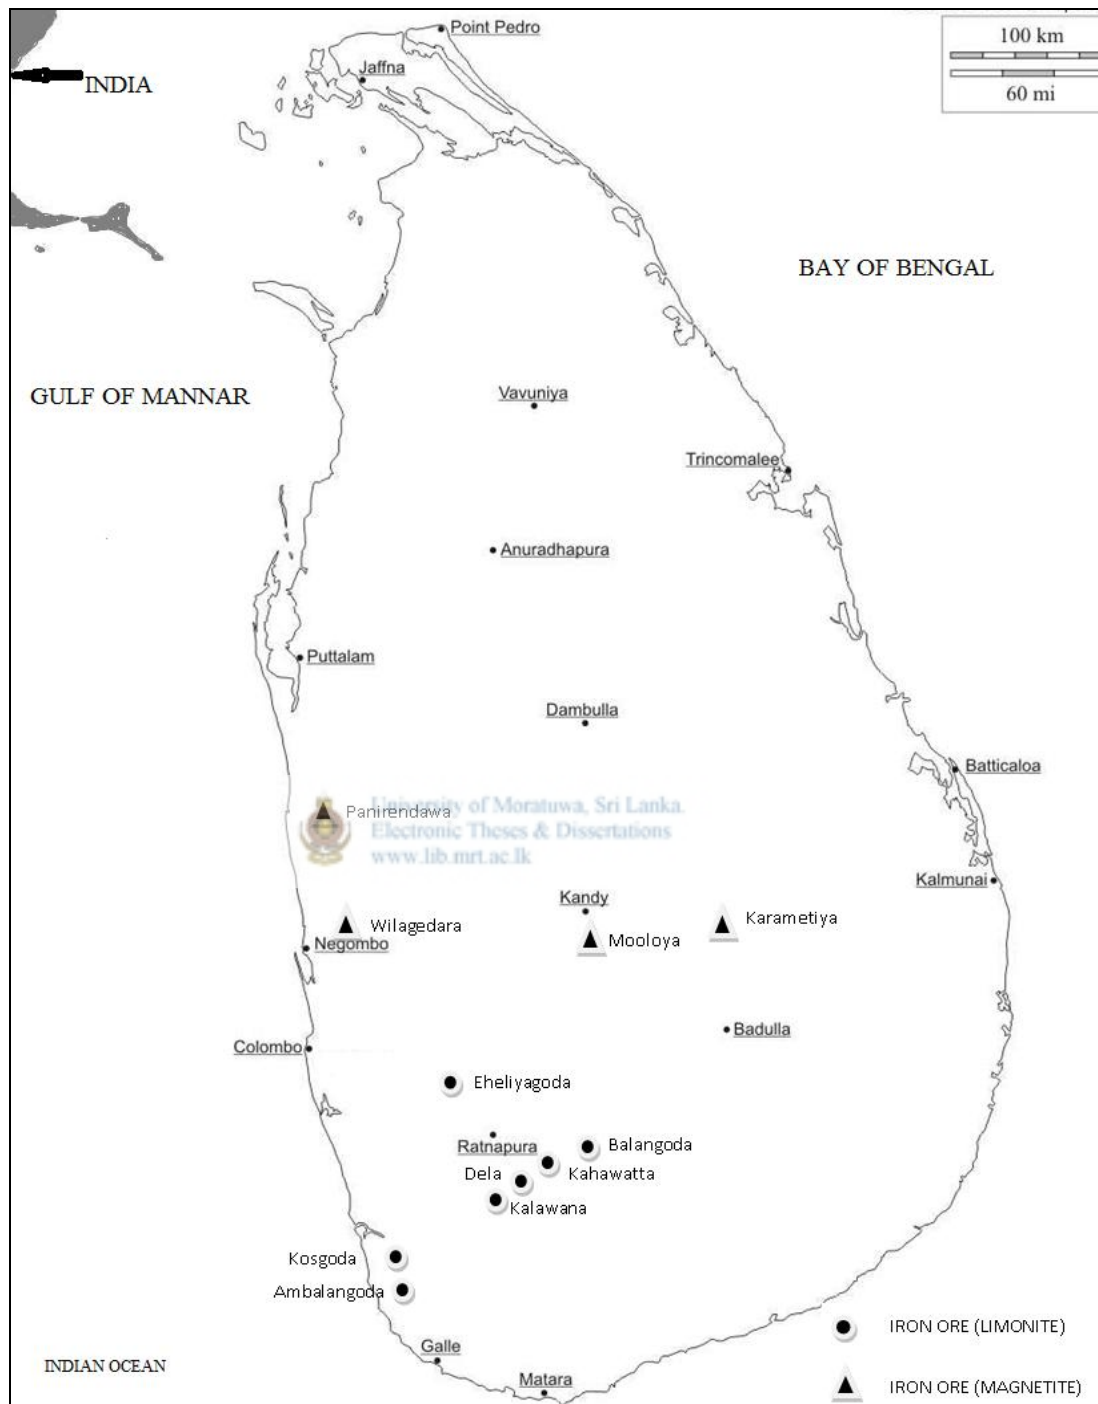 Point Pedro
100 km
Jaffna
INDIA
60 mi
BAY OF BENGAL
GULF OF MANNAR
Vavuniya
Trincomalee
Anuradhapura
Puttalam
Dambulla
Batticaloa
University of Moratuwa, Sri Lanka.
Panirendawa
Electronic Theses & Dissertations
www.lib.mrt.ac.lk
Kalmunai
Kandy
Karametiya
Wilagedara
Mooloya
Negombo
Badulla
Colombo
Eheliyagoda
Ratnapura
Balangoda
Dela
Kahawatta
Kalawana
Kosgoda
Ambalangoda
IRON ORE (LIMONITE)
Galle
INDIAN OCEAN
Matara
IRON ORE (MAGNETITE)